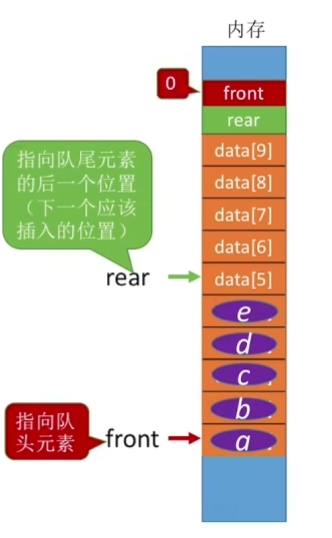 内存
0
front
rear
data[9]
data[8]
data[7]
data[6]
data[5]
指向队尾元素
的后一个位置
（下一个应该
插入的位置）
rear
e
d
c
b
a
指向队
头元素
front